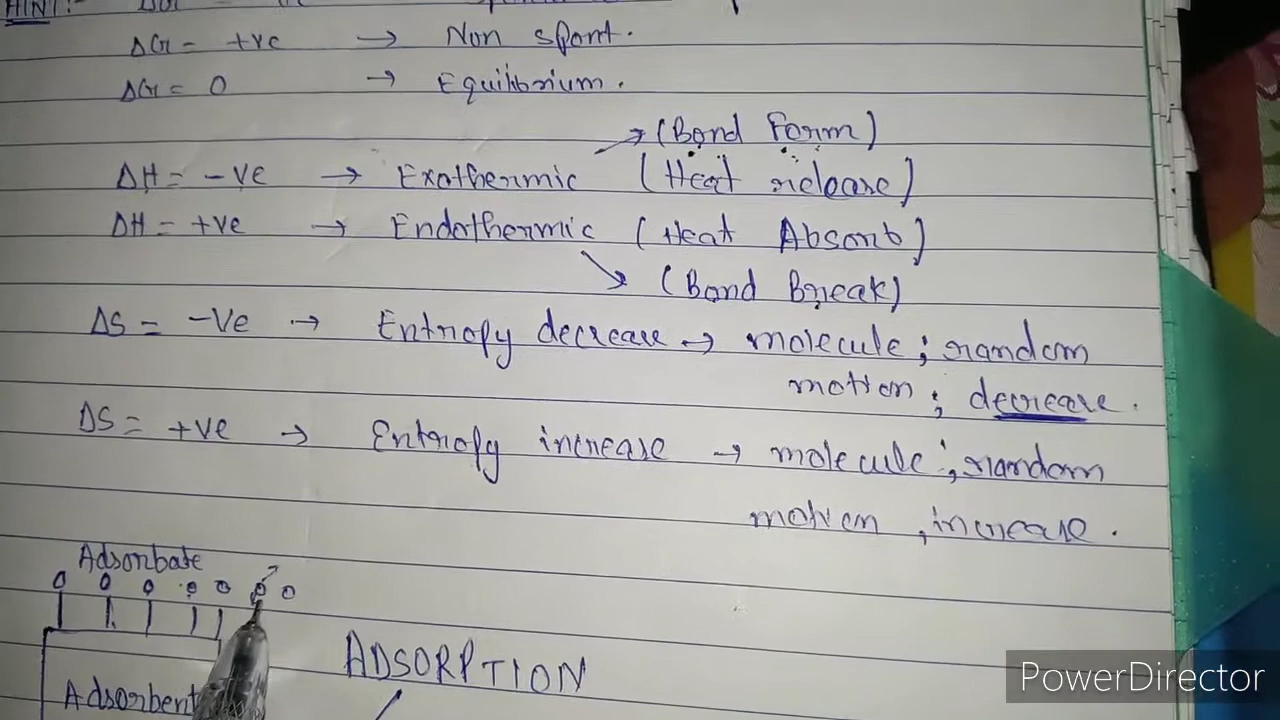 HINT:-
ΔG = +ve → Non spont.
ΔG = 0 → Equilibrium.
→ (Bond Form)
ΔH = -ve → Exothermic (Heat release)
ΔH = +ve → Endothermic (Heat Absorb)
↘ (Bond Break)
ΔS = -ve → Entropy decrease → molecule; random
motion; decrease.
ΔS = +ve → Entropy increase → molecule; random
motion, increase.
Adsorbate
ADSORPTION
Adsorbent
PowerDirector